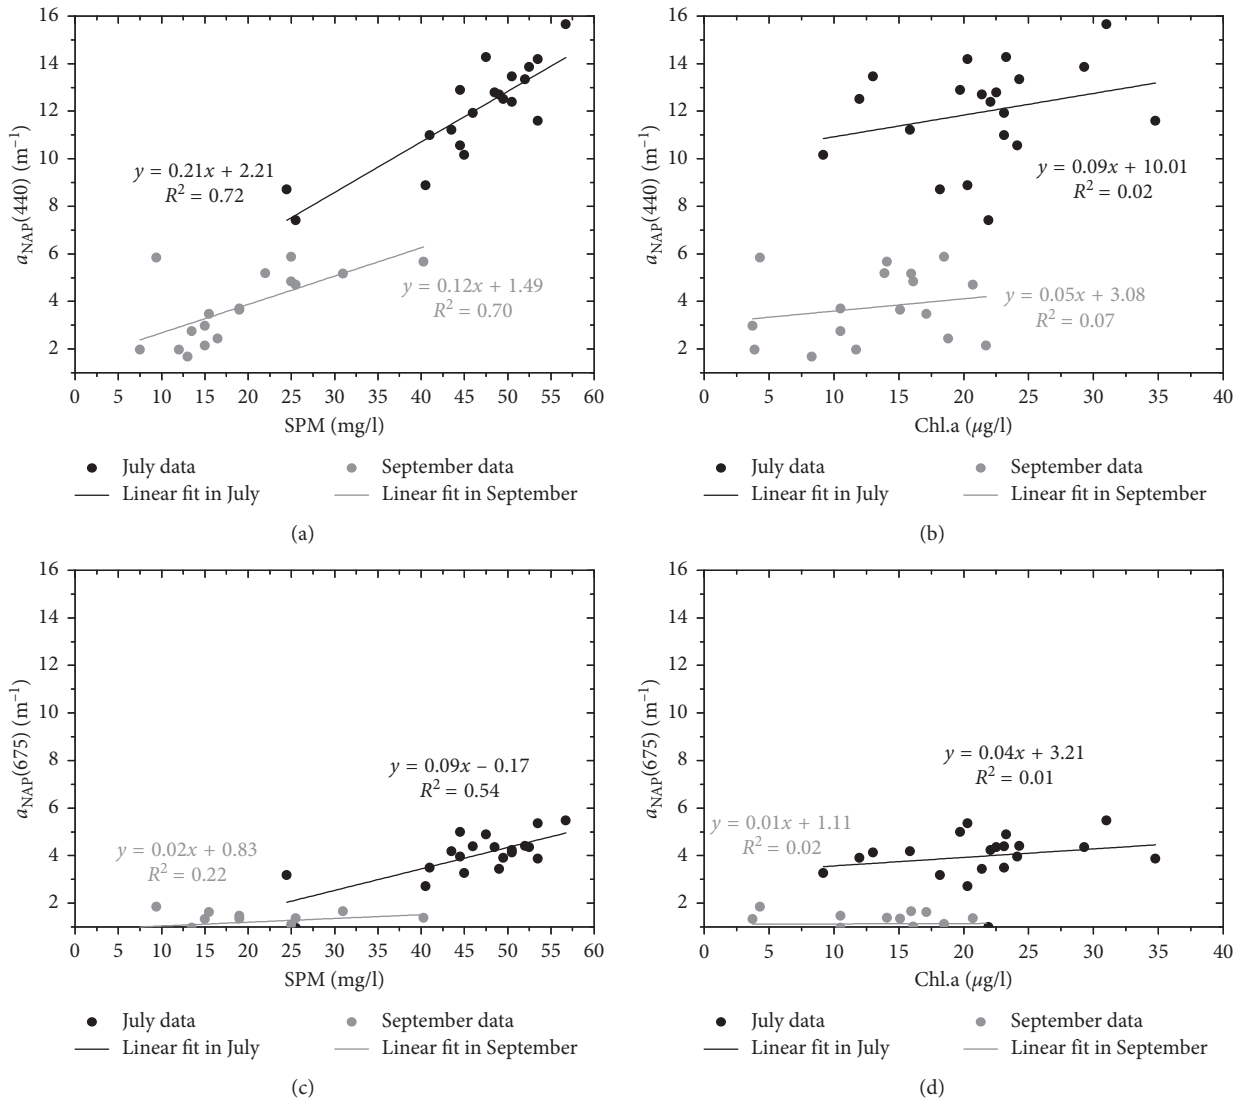 16
14
12
10
8
6
4
2
a_NAP(440) (m⁻¹)
y = 0.21x + 2.21
R² = 0.72
y = 0.12x + 1.49
R² = 0.70
0 5 10 15 20 25 30 35 40 45 50 55 60
SPM (mg/l)
July data
September data
Linear fit in July
Linear fit in September
(a)
16
14
12
10
8
6
4
2
a_NAP(440) (m⁻¹)
y = 0.09x + 10.01
R² = 0.02
y = 0.05x + 3.08
R² = 0.07
0 5 10 15 20 25 30 35 40
Chl.a (μg/l)
July data
September data
Linear fit in July
Linear fit in September
(b)
16
14
12
10
8
6
4
2
a_NAP(675) (m⁻¹)
y = 0.09x – 0.17
R² = 0.54
y = 0.02x + 0.83
R² = 0.22
0 5 10 15 20 25 30 35 40 45 50 55 60
SPM (mg/l)
July data
September data
Linear fit in July
Linear fit in September
(c)
16
14
12
10
8
6
4
2
a_NAP(675) (m⁻¹)
y = 0.04x + 3.21
R² = 0.01
y = 0.01x + 1.11
R² = 0.02
0 5 10 15 20 25 30 35 40
Chl.a (μg/l)
July data
September data
Linear fit in July
Linear fit in September
(d)